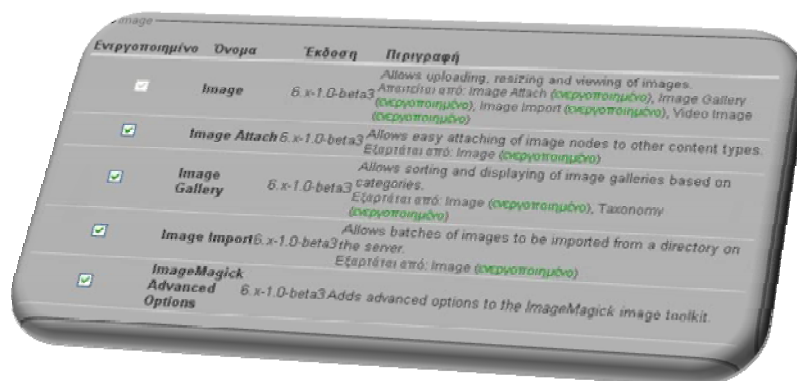 Image
Ενεργοποιημένο Όνομα Έκδοση Περιγραφή
Image 6.x-1.0-beta3 Allows uploading, resizing and viewing of images.
Απαιτείται από: Image Attach (ενεργοποιημένο), Image Gallery
(ενεργοποιημένο), Image Import (ενεργοποιημένο), Video Image
(ενεργοποιημένο)
Image Attach 6.x-1.0-beta3 Allows easy attaching of image nodes to other content types.
Εξαρτάται από: Image (ενεργοποιημένο)
Image Gallery 6.x-1.0-beta3 Allows sorting and displaying of image galleries based on
categories.
Εξαρτάται από: Image (ενεργοποιημένο), Taxonomy
(ενεργοποιημένο)
Image Import 6.x-1.0-beta3 Allows batches of images to be imported from a directory on
the server.
Εξαρτάται από: Image (ενεργοποιημένο)
ImageMagick
Advanced
Options
6.x-1.0-beta3 Adds advanced options to the ImageMagick image toolkit.